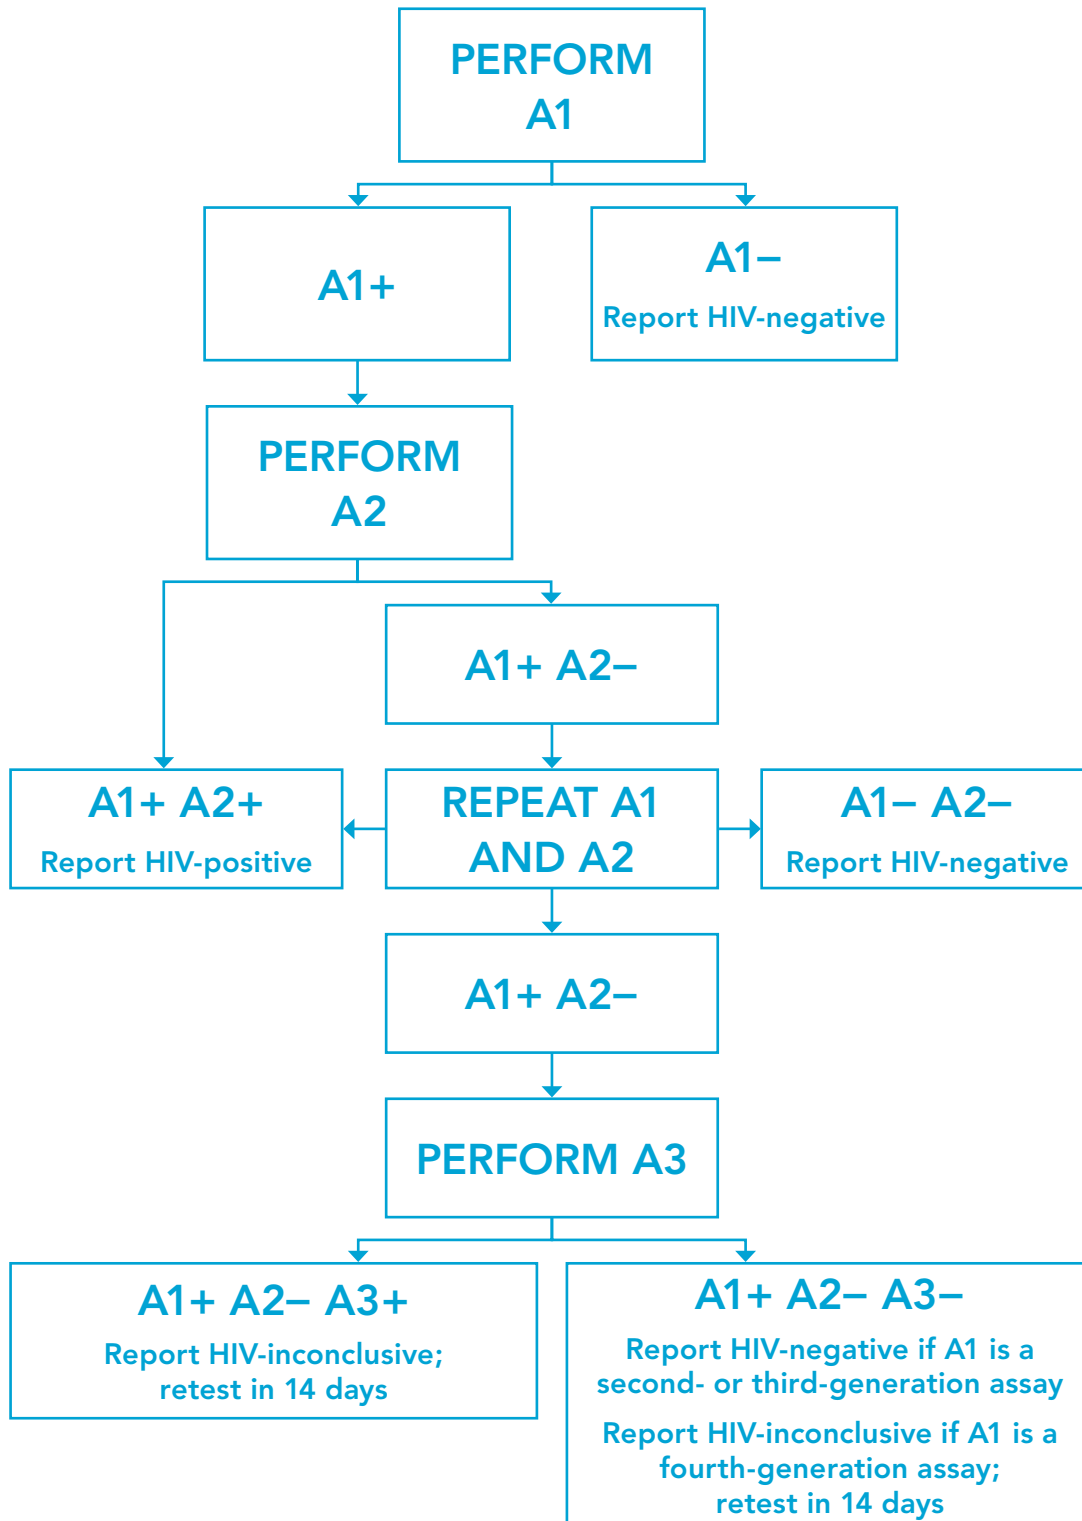 PERFORM
A1
A1+
A1–
Report HIV-negative
PERFORM
A2
A1+ A2–
A1+ A2+
Report HIV-positive
REPEAT A1
AND A2
A1– A2–
Report HIV-negative
A1+ A2–
PERFORM A3
A1+ A2– A3+
Report HIV-inconclusive;
retest in 14 days
A1+ A2– A3–
Report HIV-negative if A1 is a
second- or third-generation assay
Report HIV-inconclusive if A1 is a
fourth-generation assay;
retest in 14 days